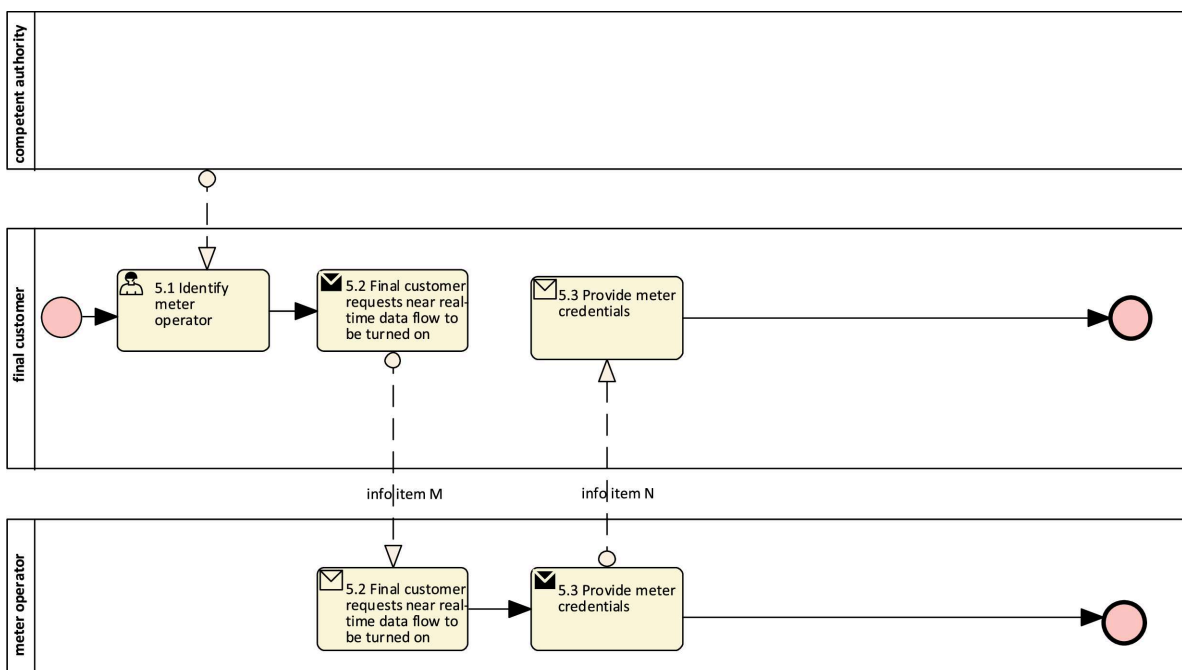 competent authority
final customer
5.1 Identify
meter
operator
5.2 Final customer
requests near real-
time data flow to
be turned on
5.3 Provide meter
credentials
info item M
info item N
meter operator
5.2 Final customer
requests near real-
time data flow to
be turned on
5.3 Provide meter
credentials